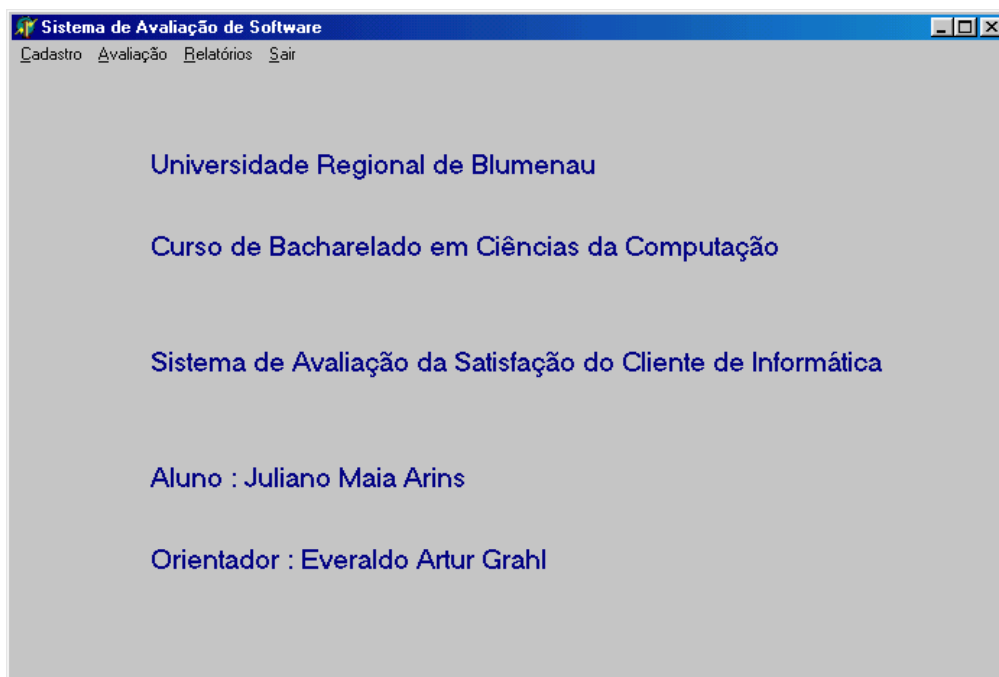 Sistema de Avaliação de Software
Cadastro Avaliação Relatórios Sair
Universidade Regional de Blumenau
Curso de Bacharelado em Ciências da Computação
Sistema de Avaliação da Satisfação do Cliente de Informática
Aluno : Juliano Maia Arins
Orientador : Everaldo Artur Grahl